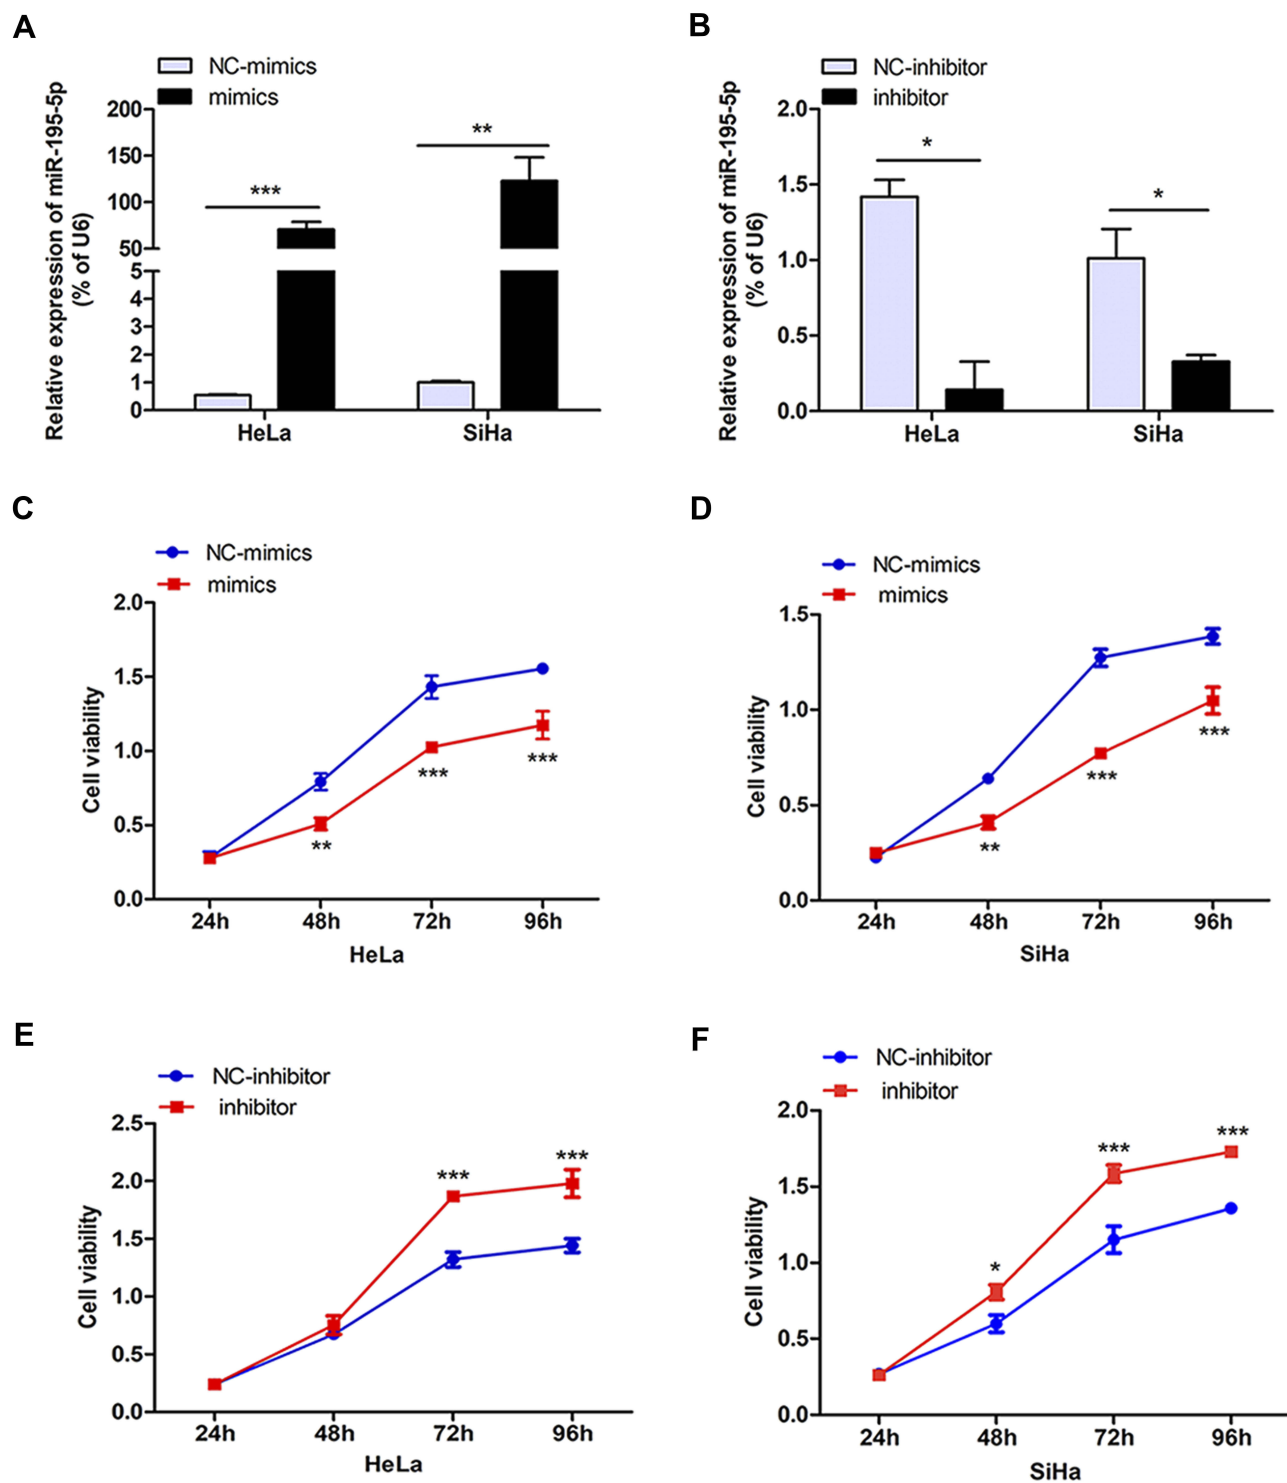 A
NC-mimics
mimics
Relative expression of miR-195-5p
(% of U6)
200
150
100
50
5
4
3
2
1
0
***
**
HeLa
SiHa
B
NC-inhibitor
inhibitor
Relative expression of miR-195-5p
(% of U6)
2.0
1.5
1.0
0.5
0.0
*
*
HeLa
SiHa
C
NC-mimics
mimics
Cell viability
2.0
1.5
1.0
0.5
0.0
**
***
***
24h 48h 72h 96h
HeLa
D
NC-mimics
mimics
Cell viability
1.5
1.0
0.5
0.0
**
***
***
24h 48h 72h 96h
SiHa
E
NC-inhibitor
inhibitor
Cell viability
2.5
2.0
1.5
1.0
0.5
0.0
***
***
24h 48h 72h 96h
HeLa
F
NC-inhibitor
inhibitor
Cell viability
2.0
1.5
1.0
0.5
0.0
*
***
***
24h 48h 72h 96h
SiHa